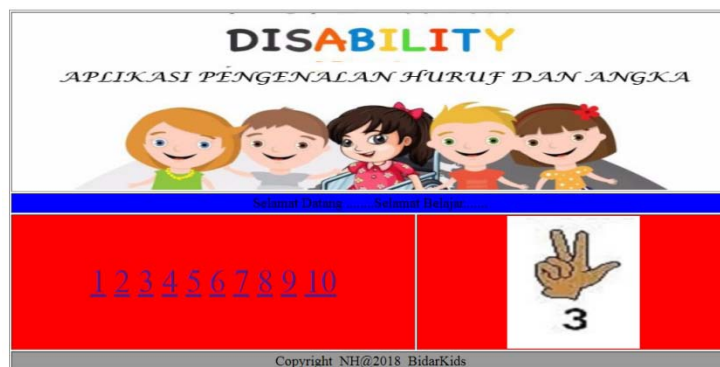 DISABILITY
APLIKASI PENGENALAN HURUF DAN ANGKA
Selamat Datang.......Selamat Belajar.......
1 2 3 4 5 6 7 8 9 10
3
Copyright NH@2018 BidarKids